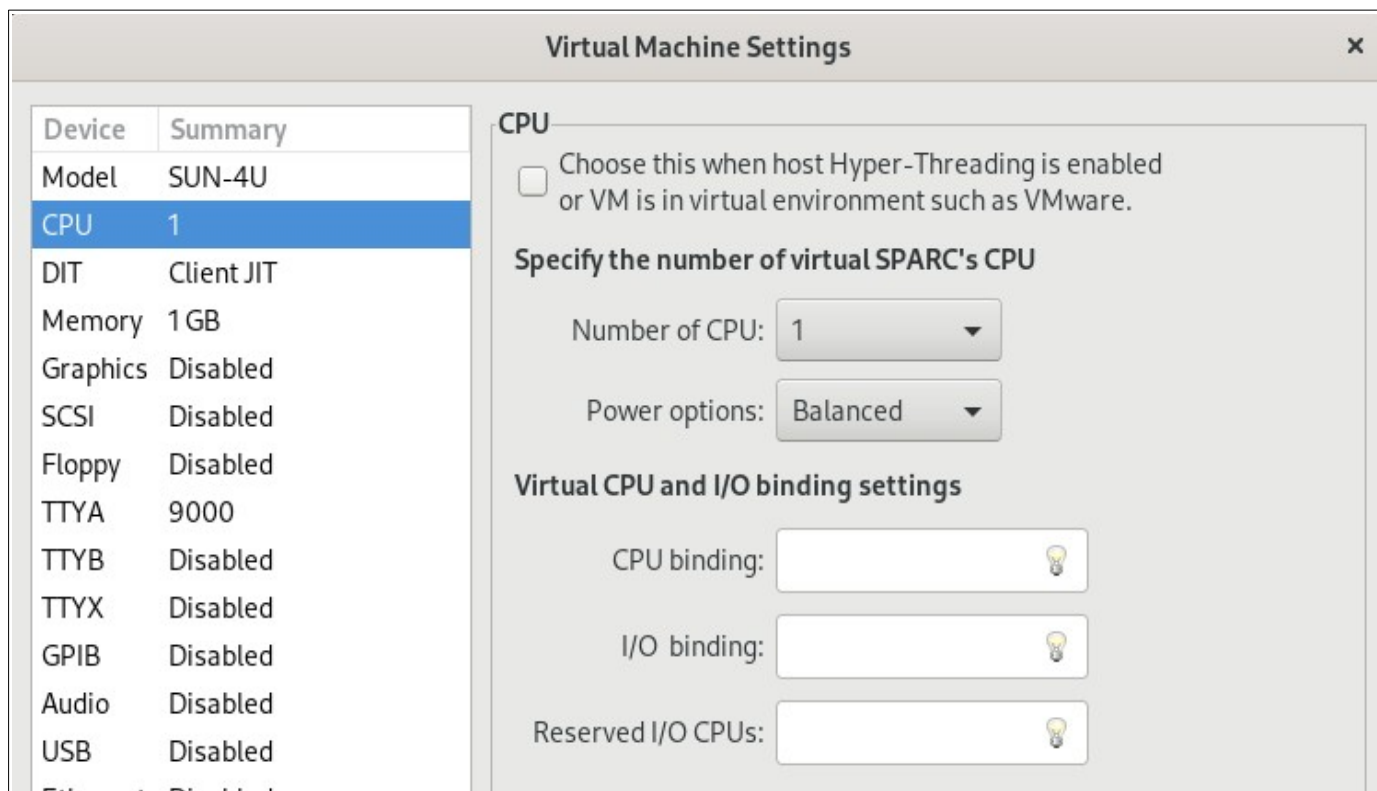 Virtual Machine Settings
Device Summary
Model SUN-4U
CPU 1
DIT Client JIT
Memory 1 GB
Graphics Disabled
SCSI Disabled
Floppy Disabled
TTYA 9000
TTYB Disabled
TTYX Disabled
GPIB Disabled
Audio Disabled
USB Disabled
CPU
Choose this when host Hyper-Threading is enabled
or VM is in virtual environment such as VMware.
Specify the number of virtual SPARC's CPU
Number of CPU: 1
Power options: Balanced
Virtual CPU and I/O binding settings
CPU binding:
I/O binding:
Reserved I/O CPUs: